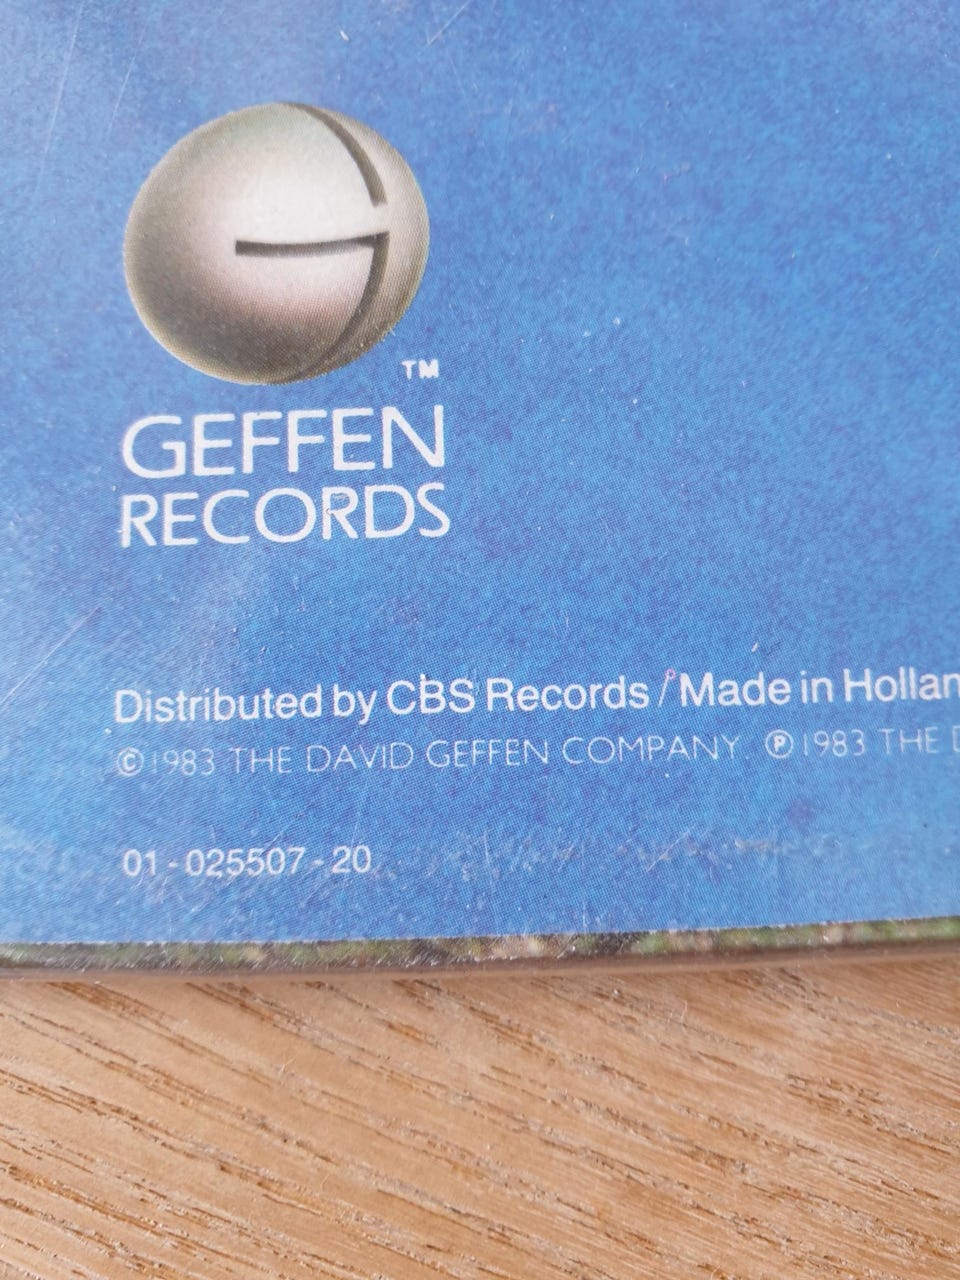 TM
GEFFEN
RECORDS
Distributed by CBS Records / Made in Hollan
© 1983 THE DAVID GEFFEN COMPANY. ℗ 1983 THE D
01 - 025507 - 20